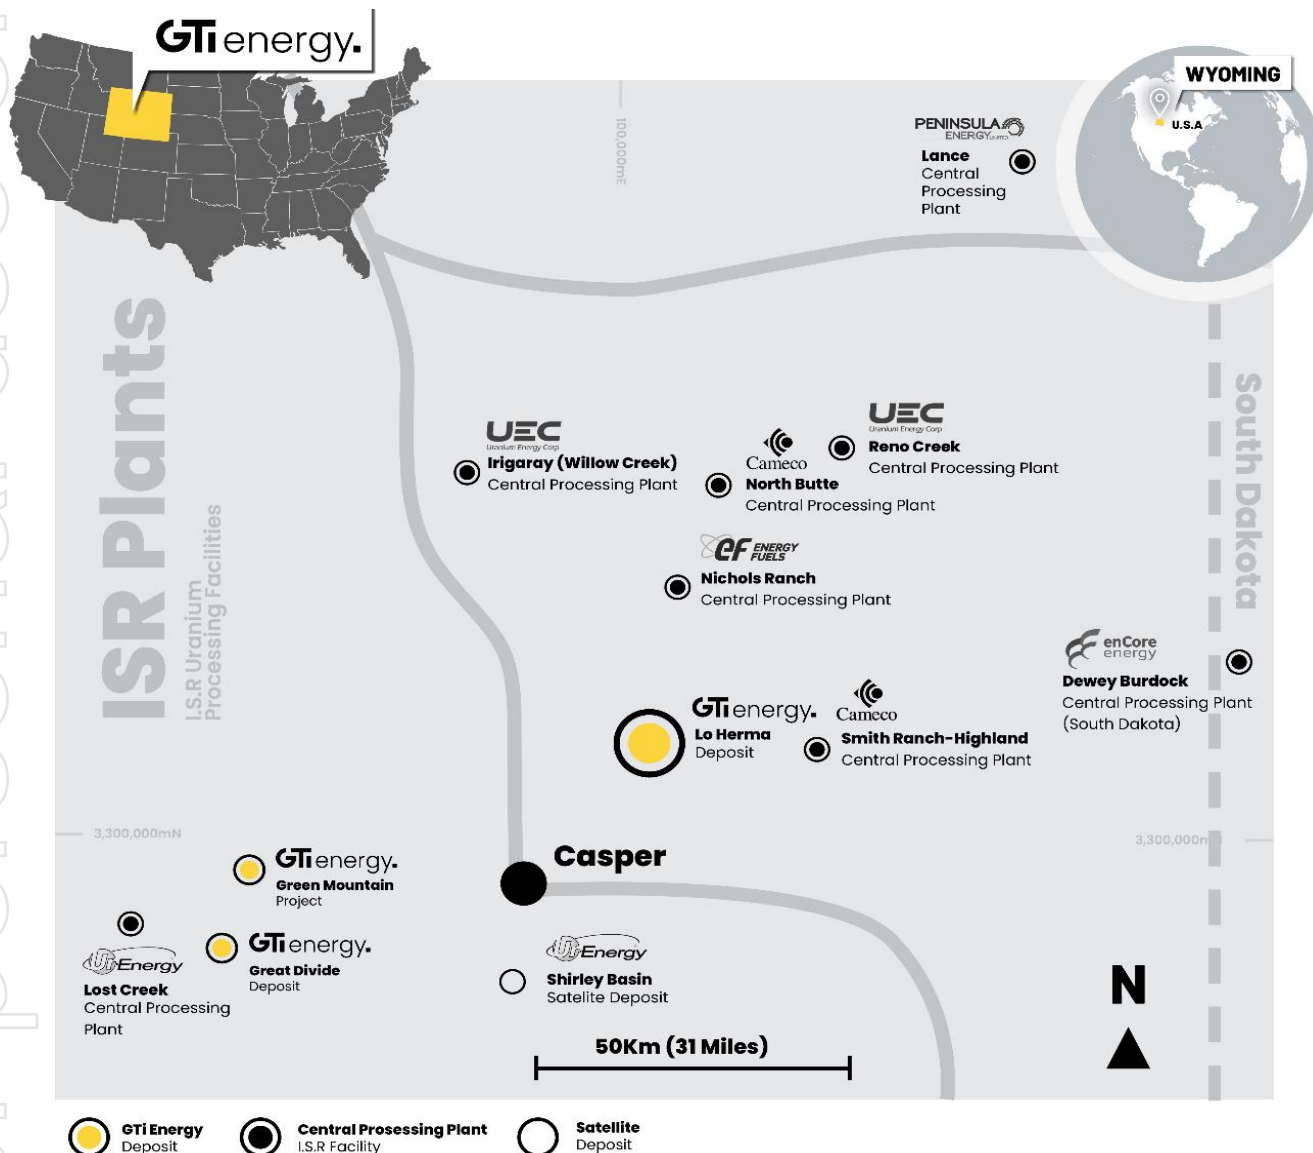 GTi energy.
WYOMING
U.S.A
100,000mE
PENINSULA
ENERGY LIMITED
Lance
Central
Processing
Plant
ISR Plants
I.S.R Uranium
Processing Facilities
South Dakota
UEC
Uranium Energy Corp
Irigaray (Willow Creek)
Central Processing Plant
Cameco
North Butte
Central Processing Plant
UEC
Uranium Energy Corp
Reno Creek
Central Processing Plant
ef ENERGY
FUELS
Nichols Ranch
Central Processing Plant
enCore
energy
Dewey Burdock
Central Processing Plant
(South Dakota)
GTi energy.
Lo Herma
Deposit
Cameco
Smith Ranch-Highland
Central Processing Plant
3,300,000mN
3,300,000m
Casper
GTi energy.
Green Mountain
Project
GTi energy.
Great Divide
Deposit
Ur Energy
Lost Creek
Central Processing
Plant
Ur Energy
Shirley Basin
Satelite Deposit
N
50Km (31 Miles)
GTi Energy
Deposit
Central Prosessing Plant
I.S.R Facility
Satellite
Deposit